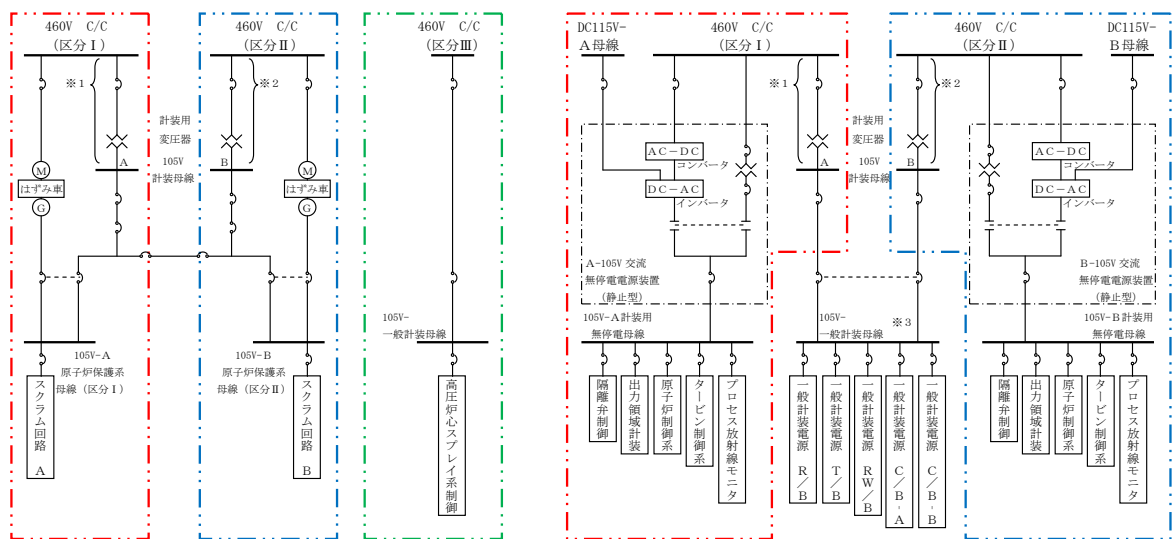 460V C/C
(区分Ⅰ)
※1
A
M
はずみ車
G
計装用
変圧器
105V
計装母線
460V C/C
(区分Ⅱ)
※2
B
M
はずみ車
G
105V-A
原子炉保護系
母線(区分Ⅰ)
スクラム回路 A
105V-B
原子炉保護系
母線(区分Ⅱ)
スクラム回路 B
460V C/C
(区分Ⅲ)
105V-
一般計装母線
高圧炉心スプレイ系制御
DC115V-
A母線
460V C/C
(区分Ⅰ)
※1
A
AC-DC
コンバータ
DC-AC
インバータ
A-105V 交流
無停電電源装置
(静止型)
105V-A計装用
無停電母線
隔離弁制御
出力領域計装
原子炉制御系
タービン制御系
プロセス放射線モニタ
計装用
変圧器
105V
計装母線
105V-
一般計装母線
※3
一般計装電源 R/B
一般計装電源 T/B
一般計装電源 RW/B
一般計装電源 C/B-A
一般計装電源 C/B-B
460V C/C
(区分Ⅱ)
※2
B
DC115V-
B母線
AC-DC
コンバータ
DC-AC
インバータ
B-105V 交流
無停電電源装置
(静止型)
105V-B計装用
無停電母線
隔離弁制御
出力領域計装
原子炉制御系
タービン制御系
プロセス放射線モニタ